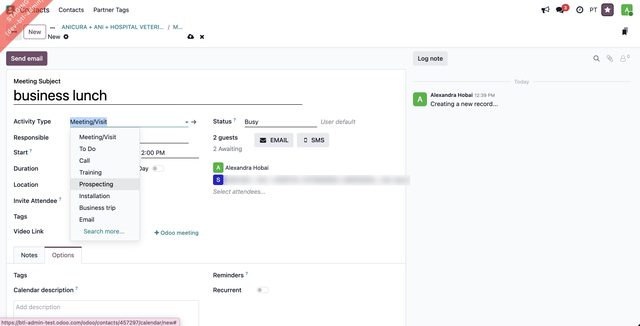 Contacts
Contacts
Partner Tags
5
PT
A
New
...
ANICURA + ANI + HOSPITAL VETERI... / M...
New
Send email
Log note
0
Meeting Subject
business lunch
Activity Type
Meeting/Visit
Status ?
Busy
User default
Responsible
Meeting/Visit
To Do
Call
Training
Prospecting
Installation
Business trip
Email
Search more...
2 guests
2 Awaiting
EMAIL
SMS
Start ?
2:00 PM
Duration
Day
Location
Invite Attendee ?
Tags
Video Link
+ Odoo meeting
A Alexandra Hobai
S
Select attendees...
Notes
Options
Tags
Reminders ?
Calendar description ?
Recurrent
Add description
Today
A
Alexandra Hobai 12:39 PM
Creating a new record...
https://btl-admin-test.odoo.com/odoo/contacts/457297/calendar/new#